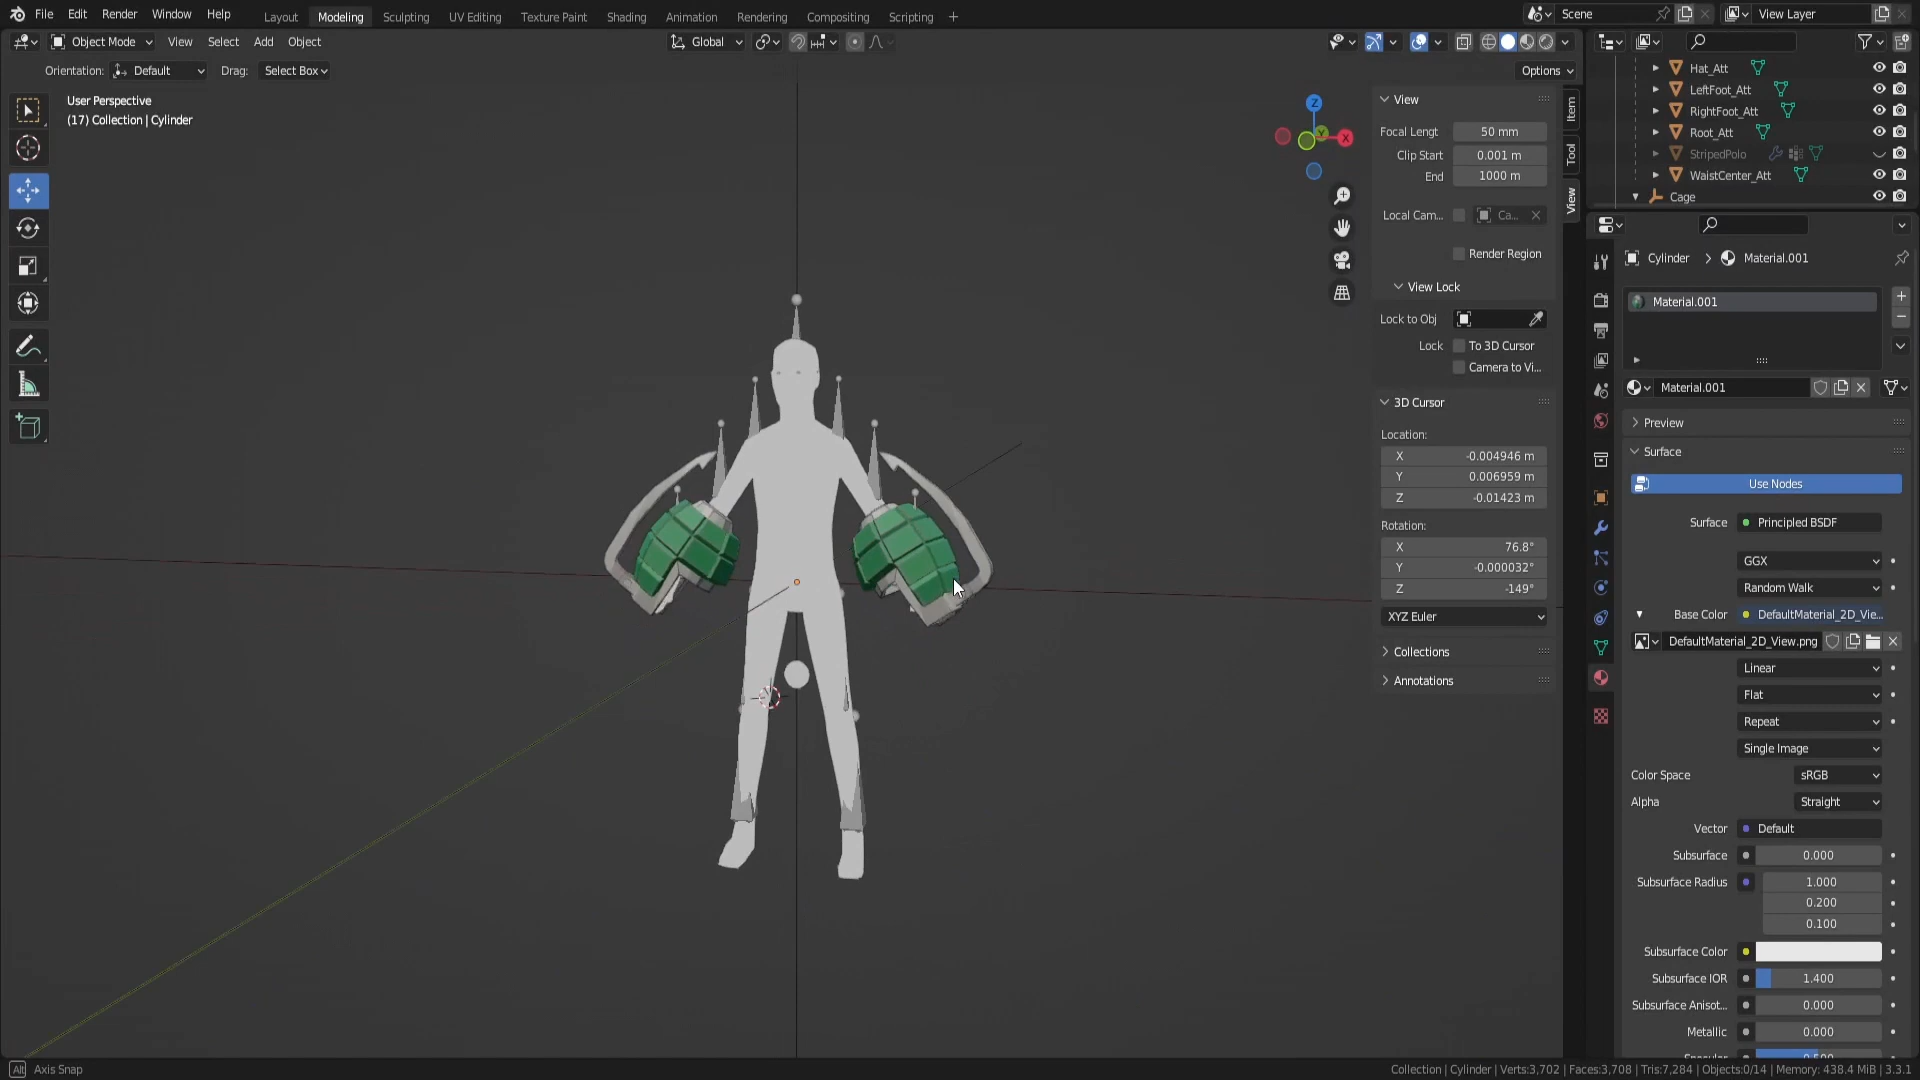 File Edit Render Window Help Layout Modeling Sculpting UV Editing Texture Paint Shading Animation Rendering Compositing Scripting + Scene View Layer
Object Mode View Select Add Object Global
Orientation: Default Drag: Select Box Options
User Perspective
(17) Collection | Cylinder
Z
Y
X
View
Focal Lengt 50 mm
Clip Start 0.001 m
End 1000 m
Local Cam... Ca...
Render Region
View Lock
Lock to Obj
Lock To 3D Cursor
Camera to Vi...
3D Cursor
Location:
X -0.004946 m
Y 0.006959 m
Z -0.01423 m
Rotation:
X 76.8°
Y -0.000032°
Z -149°
XYZ Euler
Collections
Annotations
Item
Tool
View
Hat_Att
LeftFoot_Att
RightFoot_Att
Root_Att
StripedPolo
WaistCenter_Att
Cage
Cylinder > Material.001
Material.001
Material.001
Preview
Surface
Use Nodes
Surface Principled BSDF
GGX
Random Walk
Base Color DefaultMaterial_2D_Vie...
DefaultMaterial_2D_View.png
Linear
Flat
Repeat
Single Image
Color Space sRGB
Alpha Straight
Vector Default
Subsurface 0.000
Subsurface Radius 1.000
0.200
0.100
Subsurface Color
Subsurface IOR 1.400
Subsurface Anisot... 0.000
Metallic 0.000
Alt Axis Snap
Collection | Cylinder | Verts:3,702 | Faces:3,708 | Tris:7,284 | Objects:0/14 | Memory: 438.4 MiB | 3.3.1